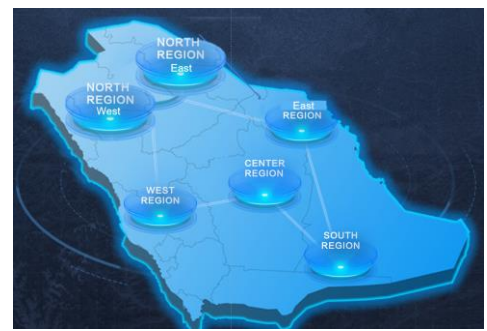 NORTH
REGION
East
NORTH
REGION
West
East
REGION
CENTER
REGION
WEST
REGION
SOUTH
REGION